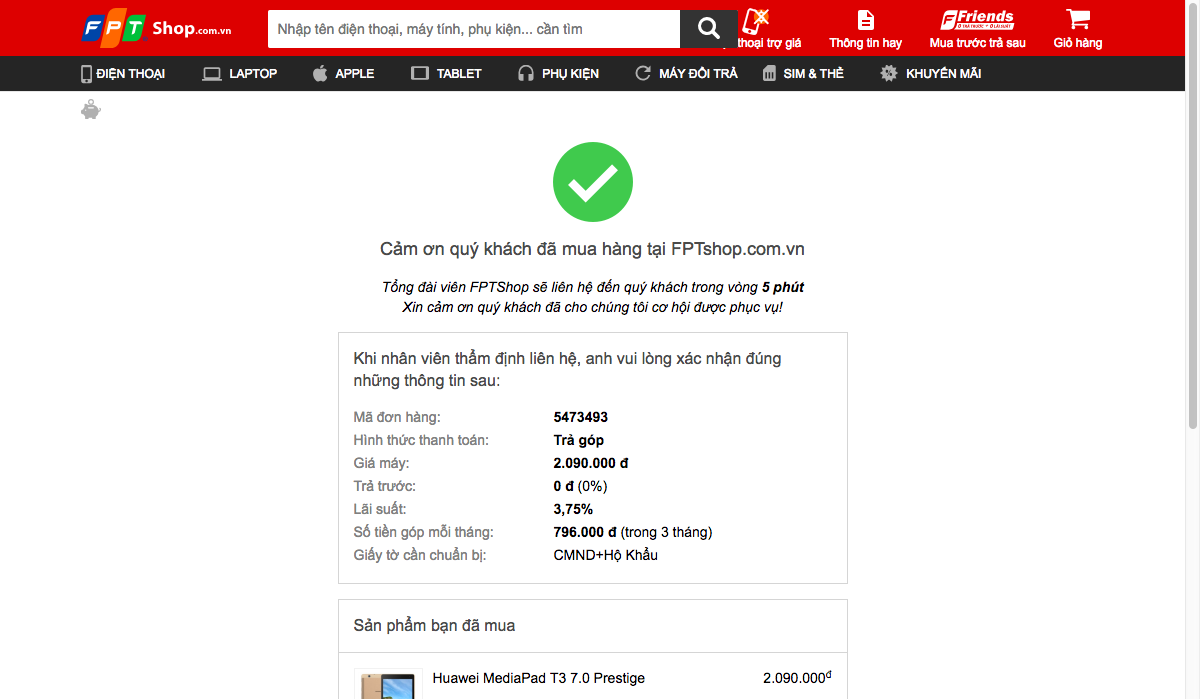 FPT Shop.com.vn
Nhập tên điện thoại, máy tính, phụ kiện... cần tìm
thoại trợ giá
Thông tin hay
F.Friends
Mua trước trả sau
Giỏ hàng
ĐIỆN THOẠI LAPTOP APPLE TABLET PHỤ KIỆN MÁY ĐỔI TRẢ SIM & THẺ KHUYẾN MÃI
Cảm ơn quý khách đã mua hàng tại FPTshop.com.vn
Tổng đài viên FPTShop sẽ liên hệ đến quý khách trong vòng 5 phút
Xin cảm ơn quý khách đã cho chúng tôi cơ hội được phục vụ!
Khi nhân viên thẩm định liên hệ, anh vui lòng xác nhận đúng
những thông tin sau:
Mã đơn hàng: 5473493
Hình thức thanh toán: Trả góp
Giá máy: 2.090.000 đ
Trả trước: 0 đ (0%)
Lãi suất: 3,75%
Số tiền góp mỗi tháng: 796.000 đ (trong 3 tháng)
Giấy tờ cần chuẩn bị: CMND+Hộ Khẩu
Sản phẩm bạn đã mua
Huawei MediaPad T3 7.0 Prestige 2.090.000đ